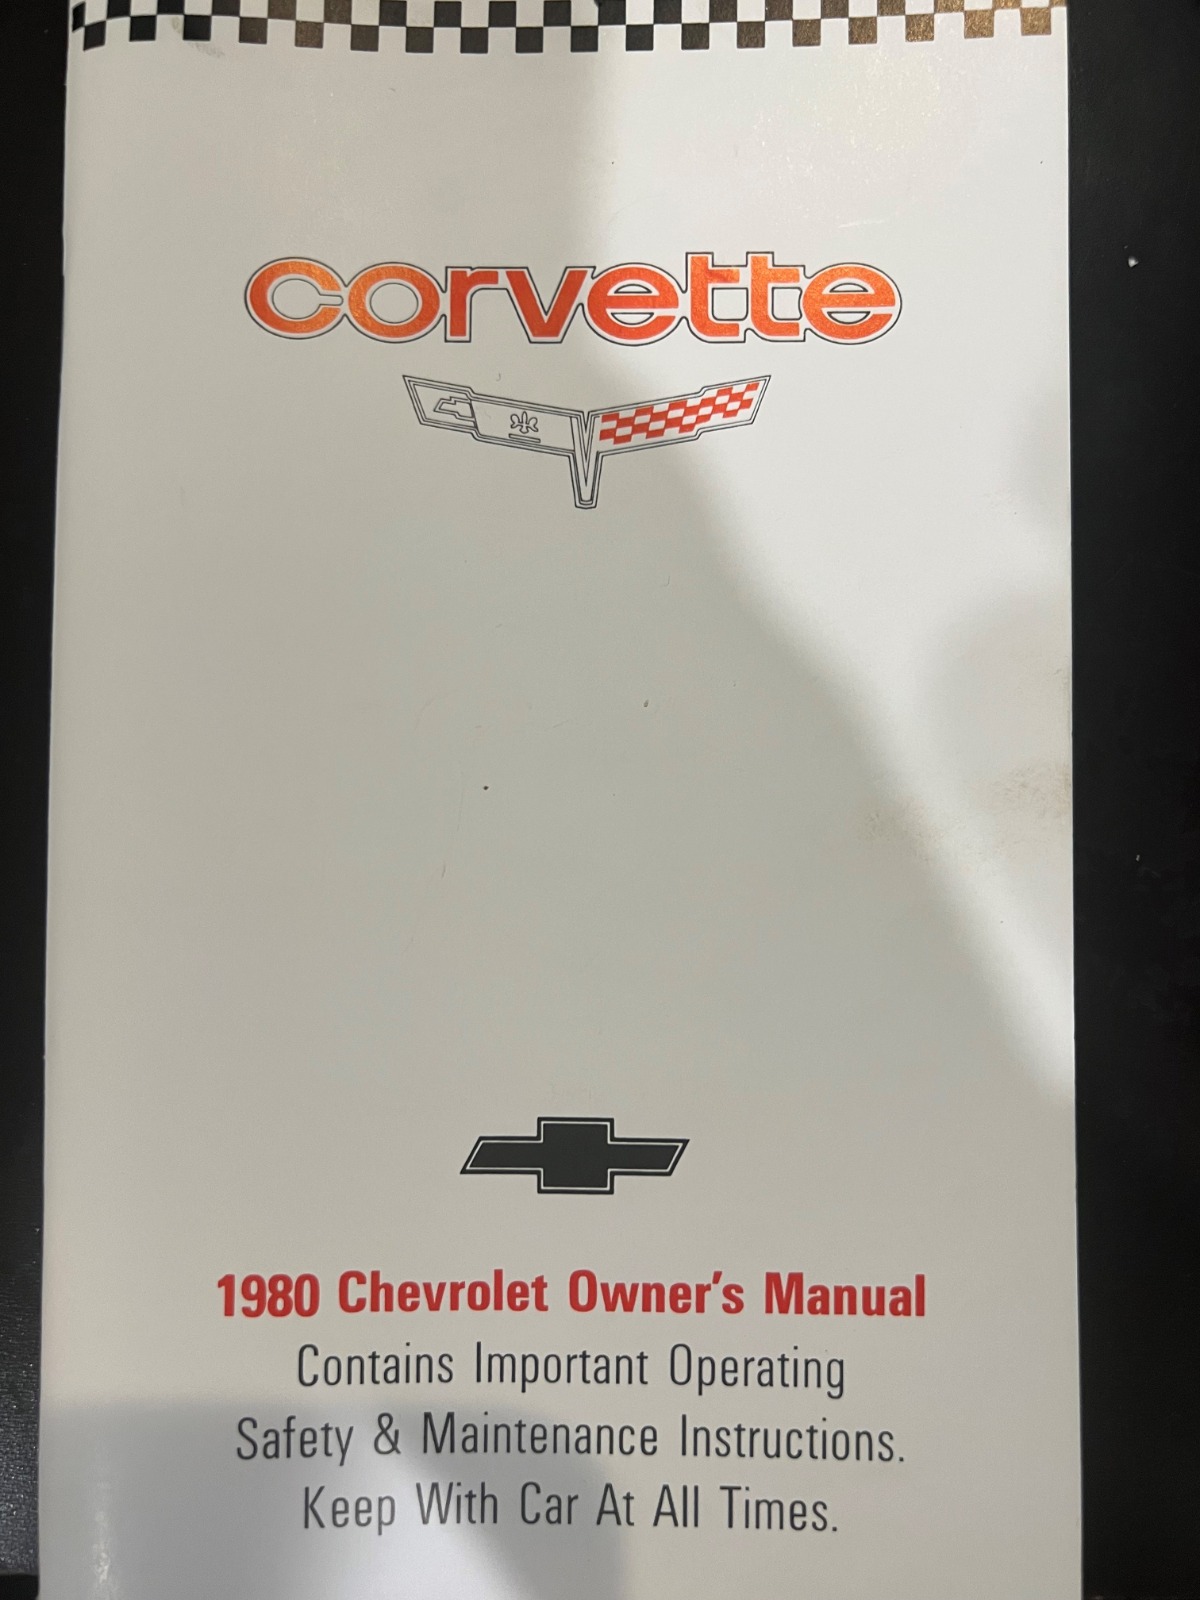 corvette
1980 Chevrolet Owner's Manual
Contains Important Operating
Safety & Maintenance Instructions.
Keep With Car At All Times.